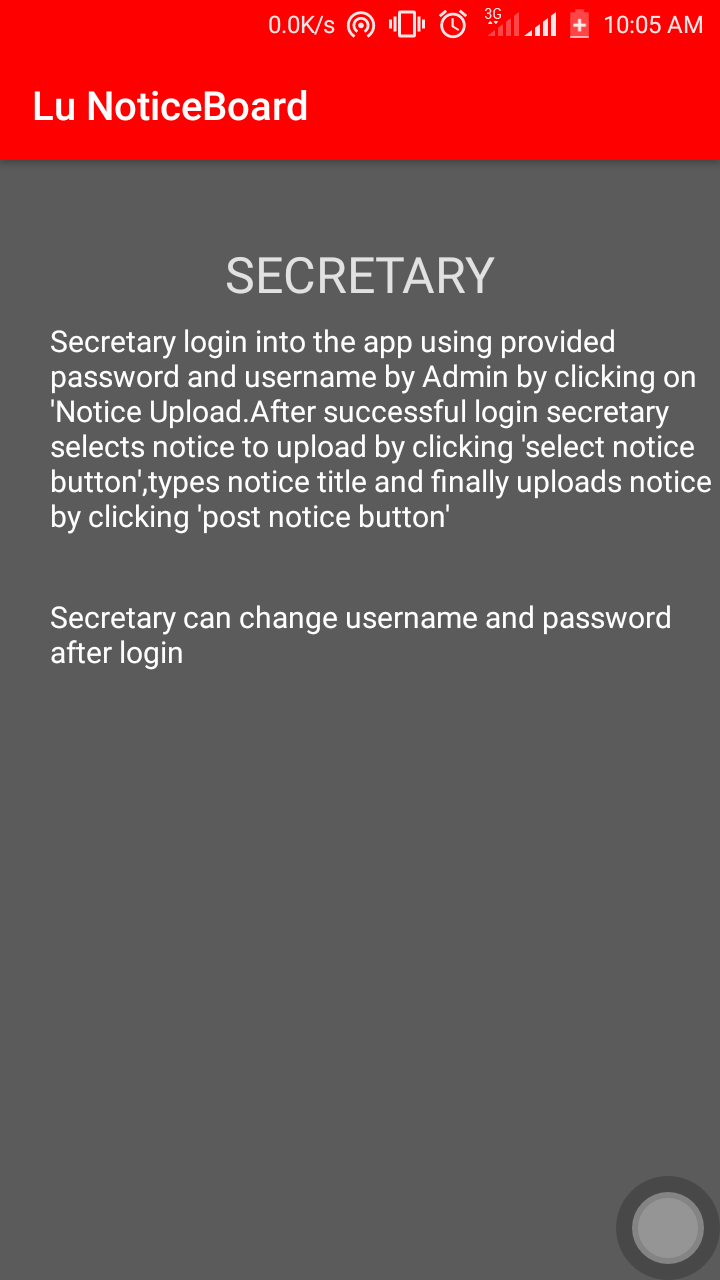 0.0K/s 3G 10:05 AM
Lu NoticeBoard
SECRETARY
Secretary login into the app using provided
password and username by Admin by clicking on
'Notice Upload.After successful login secretary
selects notice to upload by clicking 'select notice
button',types notice title and finally uploads notice
by clicking 'post notice button'
Secretary can change username and password
after login